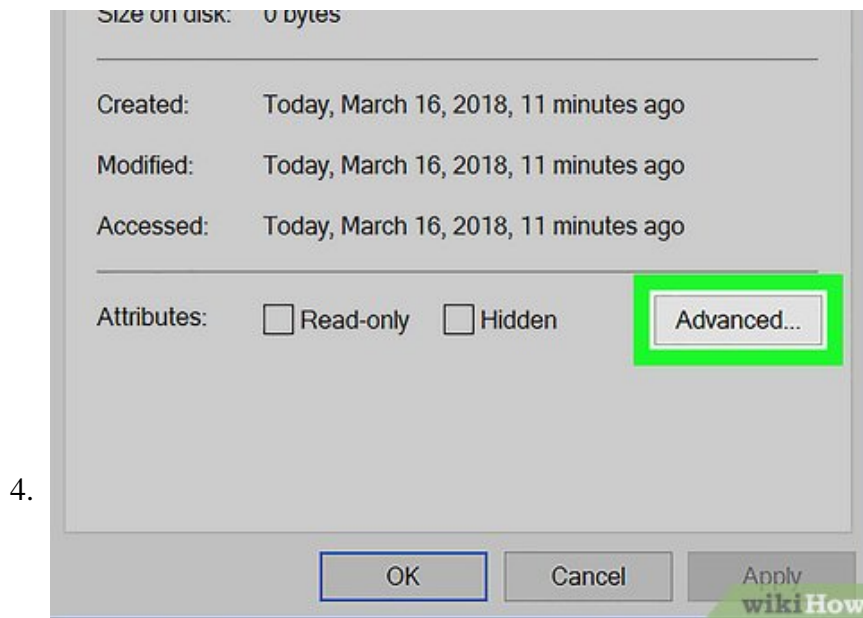 Size on disk: 0 bytes
Created: Today, March 16, 2018, 11 minutes ago
Modified: Today, March 16, 2018, 11 minutes ago
Accessed: Today, March 16, 2018, 11 minutes ago
Attributes: Read-only Hidden Advanced...
4.
OK Cancel Apply
wikiHow